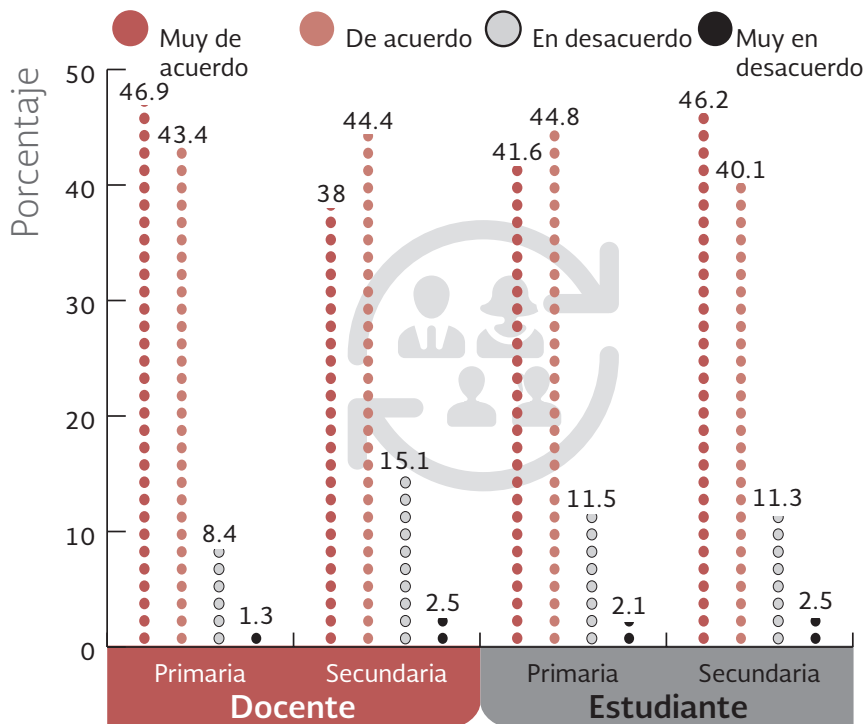 Muy de acuerdo
De acuerdo
En desacuerdo
Muy en desacuerdo
Porcentaje
50
40
30
20
10
0
46.9
43.4
8.4
1.3
38
44.4
15.1
2.5
41.6
44.8
11.5
2.1
46.2
40.1
11.3
2.5
Primaria
Secundaria
Primaria
Secundaria
Docente
Estudiante